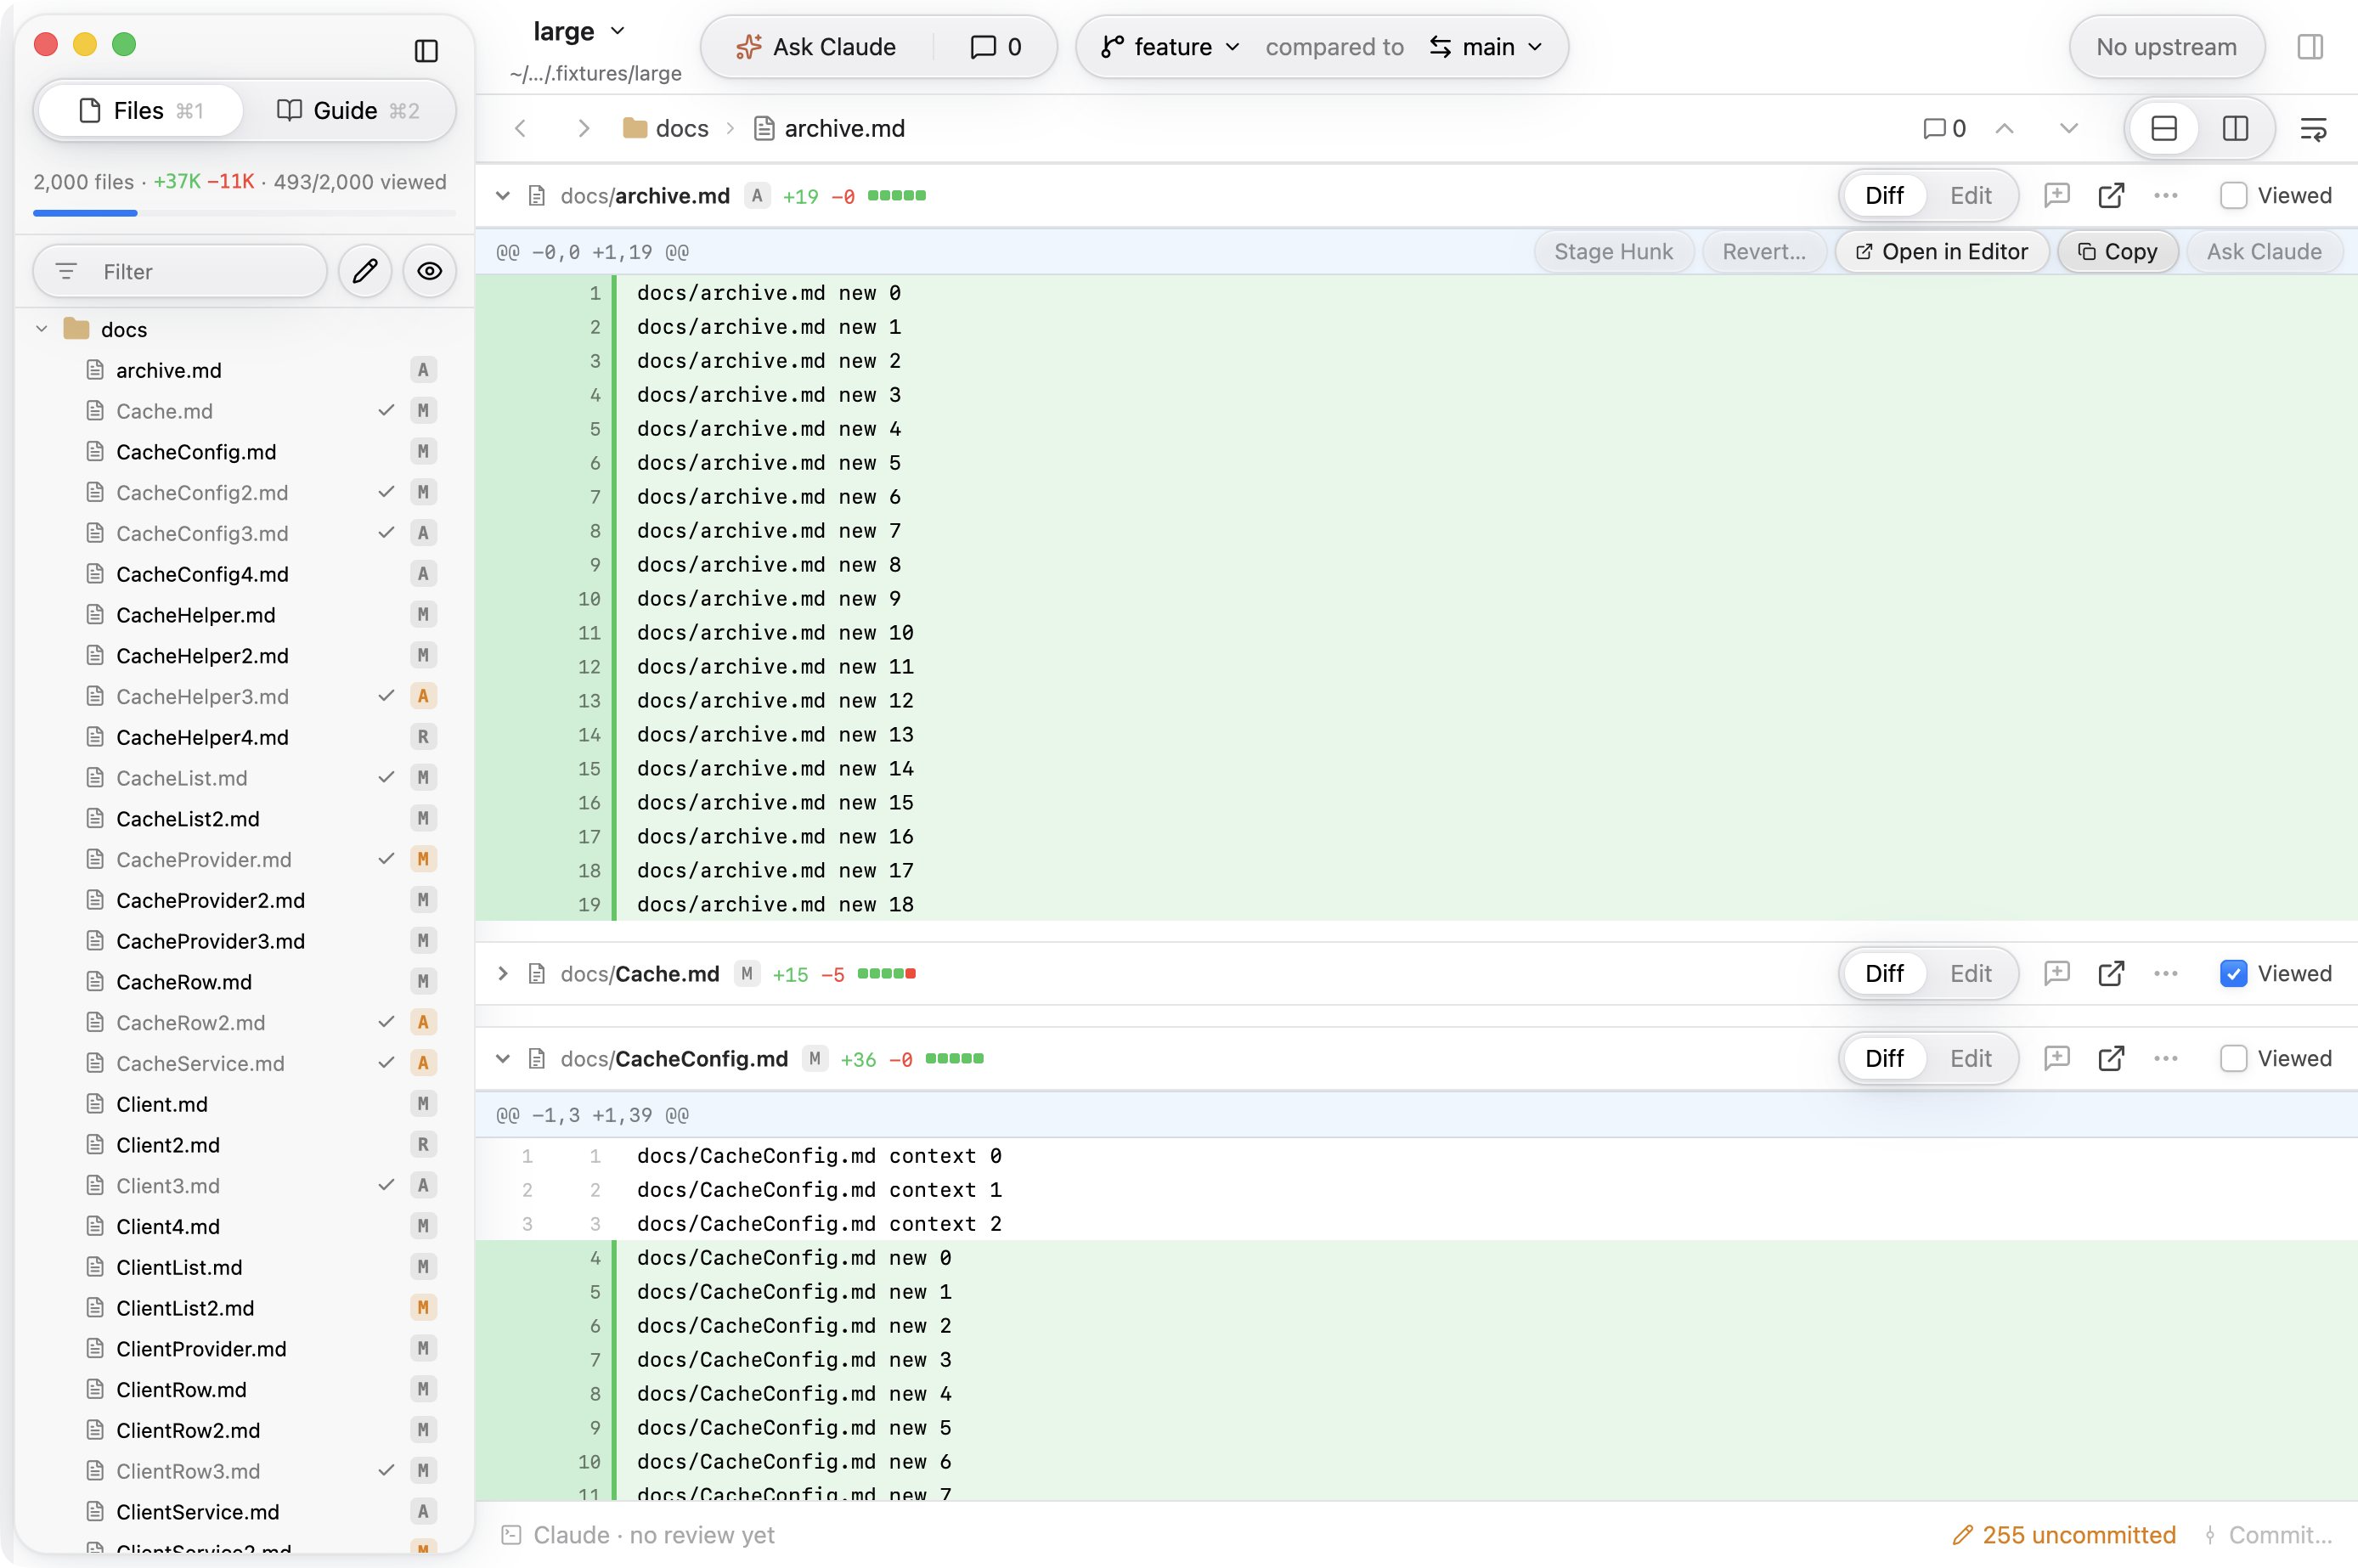 Files ⌘1 Guide ⌘2
2,000 files · +37K −11K · 493/2,000 viewed
Filter
docs
archive.md A
Cache.md M
CacheConfig.md M
CacheConfig2.md M
CacheConfig3.md A
CacheConfig4.md A
CacheHelper.md M
CacheHelper2.md M
CacheHelper3.md A
CacheHelper4.md R
CacheList.md M
CacheList2.md M
CacheProvider.md M
CacheProvider2.md M
CacheProvider3.md M
CacheRow.md M
CacheRow2.md A
CacheService.md A
Client.md M
Client2.md R
Client3.md A
Client4.md M
ClientList.md M
ClientList2.md M
ClientProvider.md M
ClientRow.md M
ClientRow2.md M
ClientRow3.md M
ClientService.md A
ClientService2.md M
large
~/.../.fixtures/large
Ask Claude 0
feature compared to main
No upstream
docs › archive.md
0
docs/archive.md A +19 −0
Diff Edit Viewed
@@ −0,0 +1,19 @@
Stage Hunk Revert... Open in Editor Copy Ask Claude
1 docs/archive.md new 0
2 docs/archive.md new 1
3 docs/archive.md new 2
4 docs/archive.md new 3
5 docs/archive.md new 4
6 docs/archive.md new 5
7 docs/archive.md new 6
8 docs/archive.md new 7
9 docs/archive.md new 8
10 docs/archive.md new 9
11 docs/archive.md new 10
12 docs/archive.md new 11
13 docs/archive.md new 12
14 docs/archive.md new 13
15 docs/archive.md new 14
16 docs/archive.md new 15
17 docs/archive.md new 16
18 docs/archive.md new 17
19 docs/archive.md new 18
docs/Cache.md M +15 −5
Diff Edit Viewed
docs/CacheConfig.md M +36 −0
Diff Edit Viewed
@@ −1,3 +1,39 @@
1 1 docs/CacheConfig.md context 0
2 2 docs/CacheConfig.md context 1
3 3 docs/CacheConfig.md context 2
4 docs/CacheConfig.md new 0
5 docs/CacheConfig.md new 1
6 docs/CacheConfig.md new 2
7 docs/CacheConfig.md new 3
8 docs/CacheConfig.md new 4
9 docs/CacheConfig.md new 5
10 docs/CacheConfig.md new 6
11 docs/CacheConfig.md new 7
Claude · no review yet
255 uncommitted Commit...